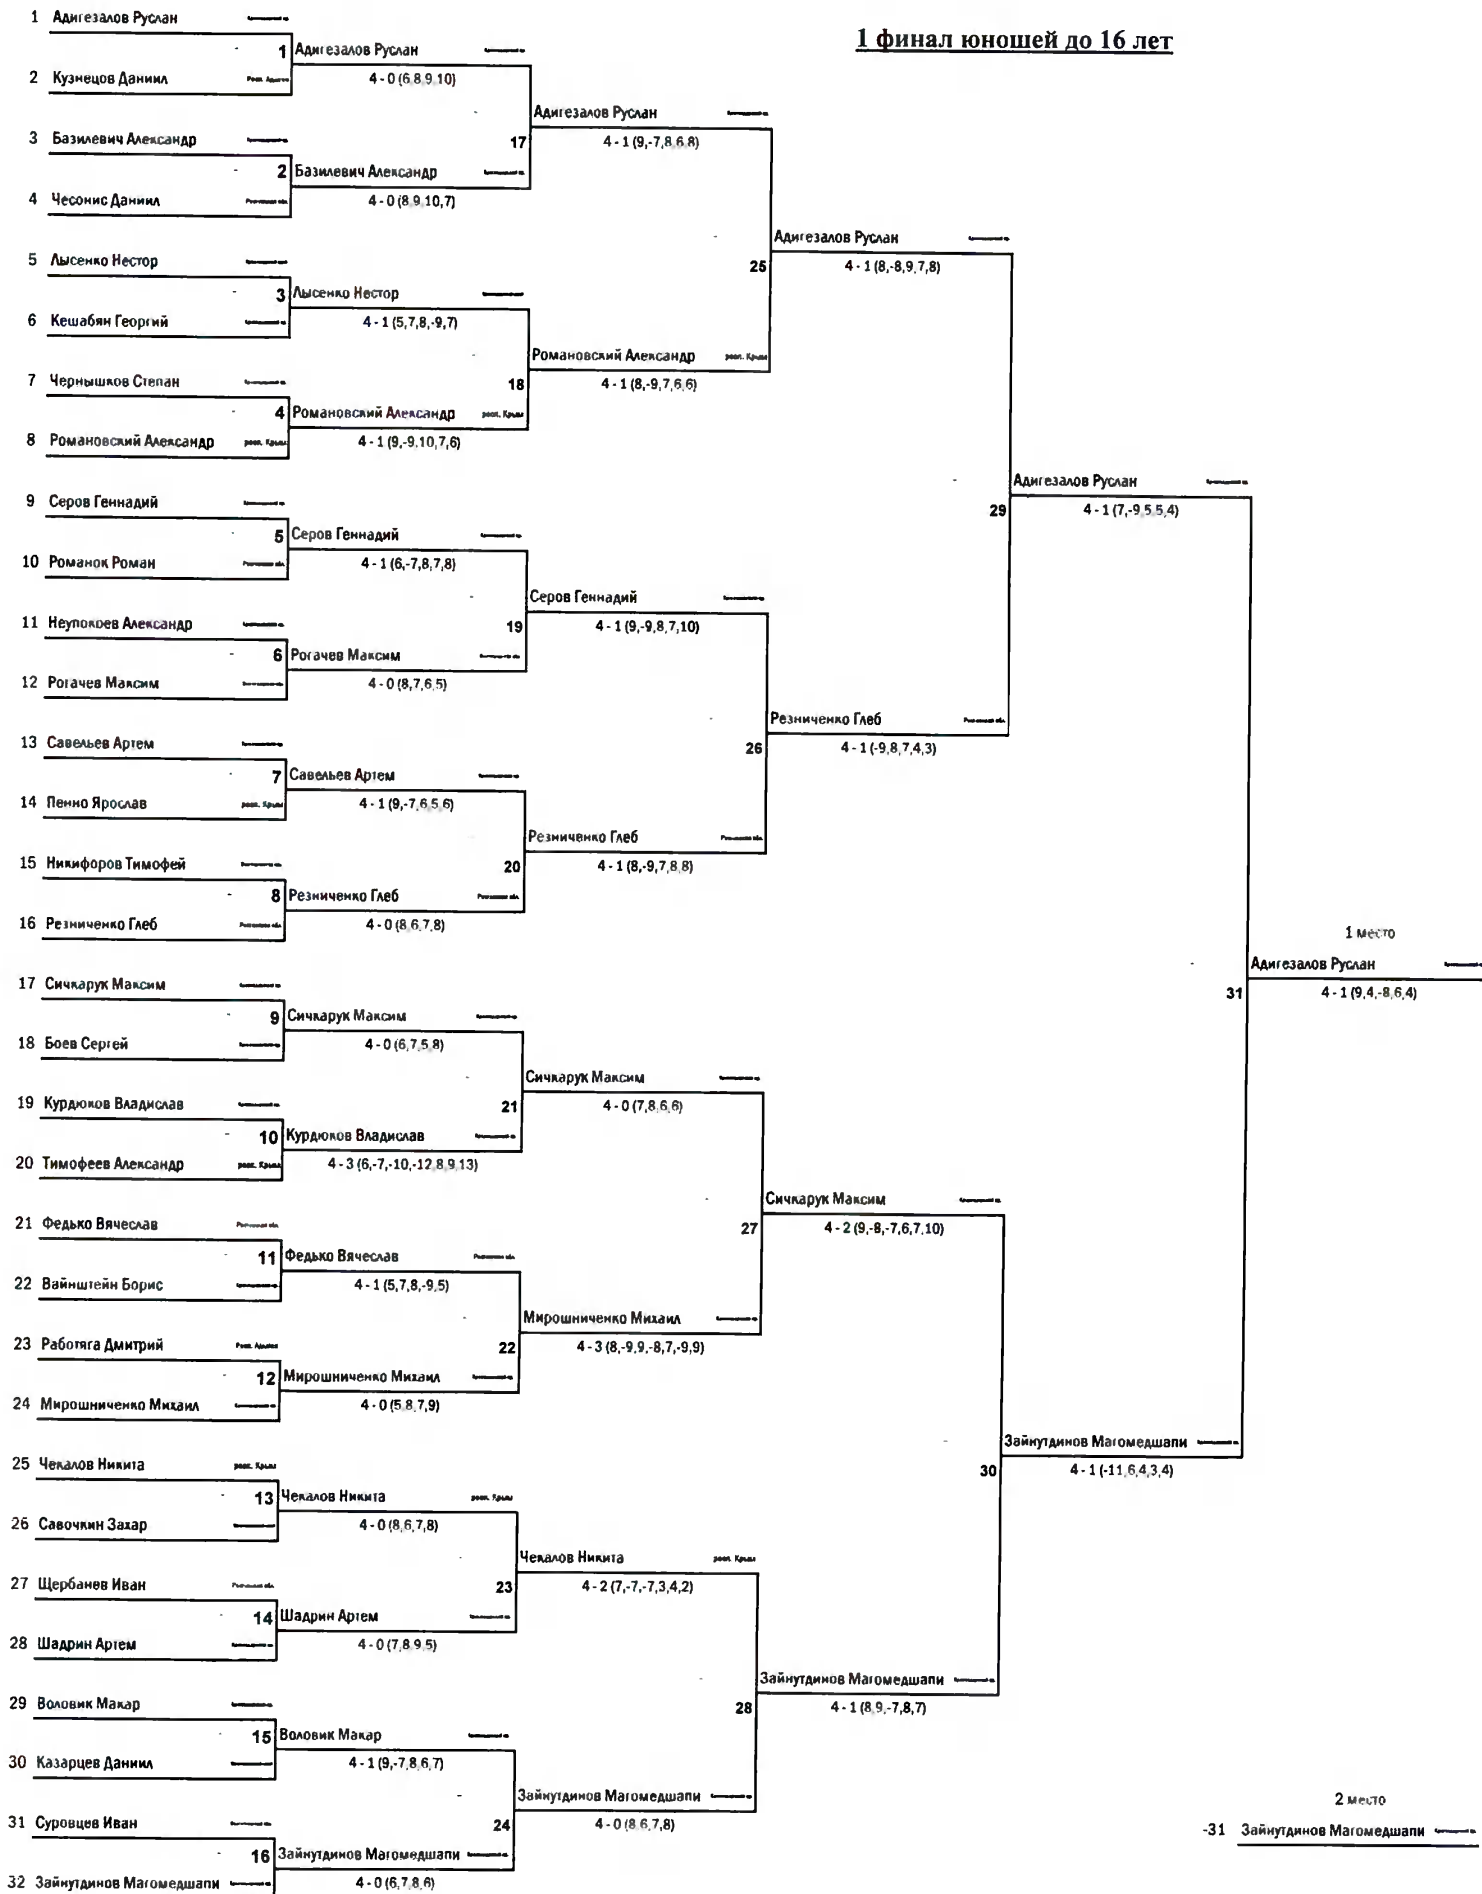 1 финал юношей до 16 лет
1 Адигезалов Руслан
2 Кузнецов Даниил
3 Базилевич Александр
4 Чесонис Даниил
5 Лысенко Нестор
6 Кешабян Георгий
7 Чернышков Степан
8 Романовский Александр респ. Крым
9 Серов Геннадий
10 Романок Роман
11 Неупокоев Александр
12 Рогачев Максим
13 Савельев Артем
14 Пенно Ярослав респ. Крым
15 Никифоров Тимофей
16 Резниченко Глеб
17 Сичкарук Максим
18 Боев Сергей
19 Курдюков Владислав
20 Тимофеев Александр респ. Крым
21 Федько Вячеслав
22 Вайнштейн Борис
23 Работяга Дмитрий
24 Мирошниченко Михаил
25 Чекалов Никита респ. Крым
26 Савочкин Захар
27 Щербанев Иван
28 Шадрин Артем
29 Воловик Макар
30 Казарцев Даниил
31 Суровцев Иван
32 Зайнутдинов Магомедшапи
1 Адигезалов Руслан
4 - 0 (6,8,9,10)
2 Базилевич Александр
4 - 0 (8,9,10,7)
3 Лысенко Нестор
4 - 1 (5,7,8,-9,7)
4 Романовский Александр респ. Крым
4 - 1 (9,-9,10,7,6)
5 Серов Геннадий
4 - 1 (6,-7,8,7,8)
6 Рогачев Максим
4 - 0 (8,7,6,5)
7 Савельев Артем
4 - 1 (9,-7,6,5,6)
8 Резниченко Глеб
4 - 0 (8,6,7,8)
9 Сичкарук Максим
4 - 0 (6,7,5,8)
10 Курдюков Владислав
4 - 3 (6,-7,-10,-12,8,9,13)
11 Федько Вячеслав
4 - 1 (5,7,8,-9,5)
12 Мирошниченко Михаил
4 - 0 (5,8,7,9)
13 Чекалов Никита респ. Крым
4 - 0 (8,6,7,8)
14 Шадрин Артем
4 - 0 (7,8,9,5)
15 Воловик Макар
4 - 1 (9,-7,8,6,7)
16 Зайнутдинов Магомедшапи
4 - 0 (6,7,8,6)
17 Адигезалов Руслан
4 - 1 (9,-7,8,6,8)
18 Романовский Александр респ. Крым
4 - 1 (8,-9,7,6,6)
19 Серов Геннадий
4 - 1 (9,-9,8,7,10)
20 Резниченко Глеб
4 - 1 (8,-9,7,8,8)
21 Сичкарук Максим
4 - 0 (7,8,6,6)
22 Мирошниченко Михаил
4 - 3 (8,-9,9,-8,7,-9,9)
23 Чекалов Никита респ. Крым
4 - 2 (7,-7,-7,3,4,2)
24 Зайнутдинов Магомедшапи
4 - 0 (8,6,7,8)
25 Адигезалов Руслан
4 - 1 (8,-8,9,7,8)
26 Резниченко Глеб
4 - 1 (-9,8,7,4,3)
27 Сичкарук Максим
4 - 2 (9,-8,-7,6,7,10)
28 Зайнутдинов Магомедшапи
4 - 1 (8,9,-7,8,7)
29 Адигезалов Руслан
4 - 1 (7,-9,5,5,4)
30 Зайнутдинов Магомедшапи
4 - 1 (-11,6,4,3,4)
1 место
31 Адигезалов Руслан
4 - 1 (9,4,-8,6,4)
2 место
-31 Зайнутдинов Магомедшапи